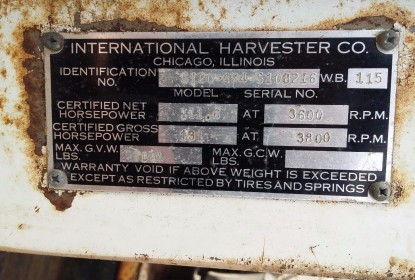 INTERNATIONAL HARVESTER CO.
CHICAGO, ILLINOIS
IDENTIFICATION NO. W.B. 115
MODEL SERIAL NO.
CERTIFIED NET HORSEPOWER AT 3600 R.P.M.
CERTIFIED GROSS HORSEPOWER AT 3800 R.P.M.
MAX. G.V.W. LBS. MAX. G.C.W. LBS.
WARRANTY VOID IF ABOVE WEIGHT IS EXCEEDED
EXCEPT AS RESTRICTED BY TIRES AND SPRINGS